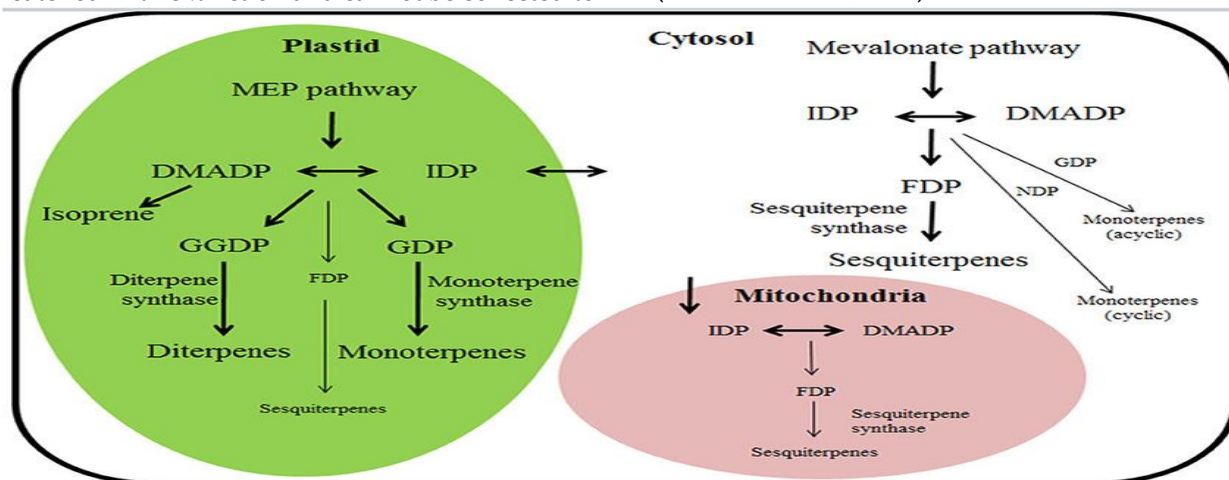 Plastid
MEP pathway
DMADP
IDP
Isoprene
GGDP
GDP
FDP
Diterpene
synthase
Monoterpene
synthase
Diterpenes
Monoterpenes
Sesquiterpenes
Cytosol
Mevalonate pathway
IDP
DMADP
GDP
NDP
FDP
Sesquiterpene
synthase
Monoterpenes
(acyclic)
Sesquiterpenes
Monoterpenes
(cyclic)
Mitochondria
IDP
DMADP
FDP
Sesquiterpene
synthase
Sesquiterpenes